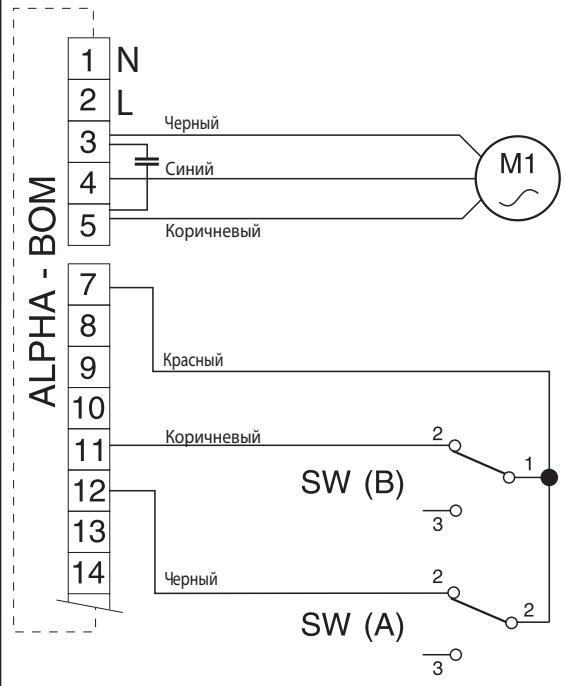 ALPHA - BOM
1 N
2 L
3
Черный
4
Синий
M1
5
Коричневый
7
8
9
Красный
10
11
Коричневый
2
1
SW (B)
3
12
13
14
Черный
2
2
SW (A)
3